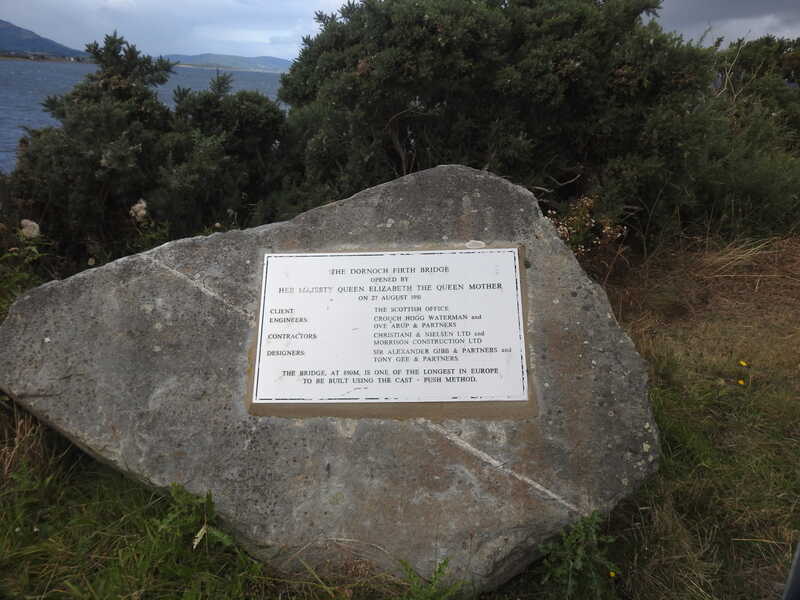 THE DORNOCH FIRTH BRIDGE
OPENED BY
HER MAJESTY QUEEN ELIZABETH THE QUEEN MOTHER
ON 27 AUGUST 1991
CLIENT: THE SCOTTISH OFFICE
ENGINEERS: CROUCH HOGG WATERMAN and
OVE ARUP & PARTNERS
CONTRACTORS: CHRISTIANI & NIELSEN LTD and
MORRISON CONSTRUCTION LTD
DESIGNERS: SIR ALEXANDER GIBB & PARTNERS and
TONY GEE & PARTNERS
THE BRIDGE, AT 890M, IS ONE OF THE LONGEST IN EUROPE
TO BE BUILT USING THE CAST - PUSH METHOD.